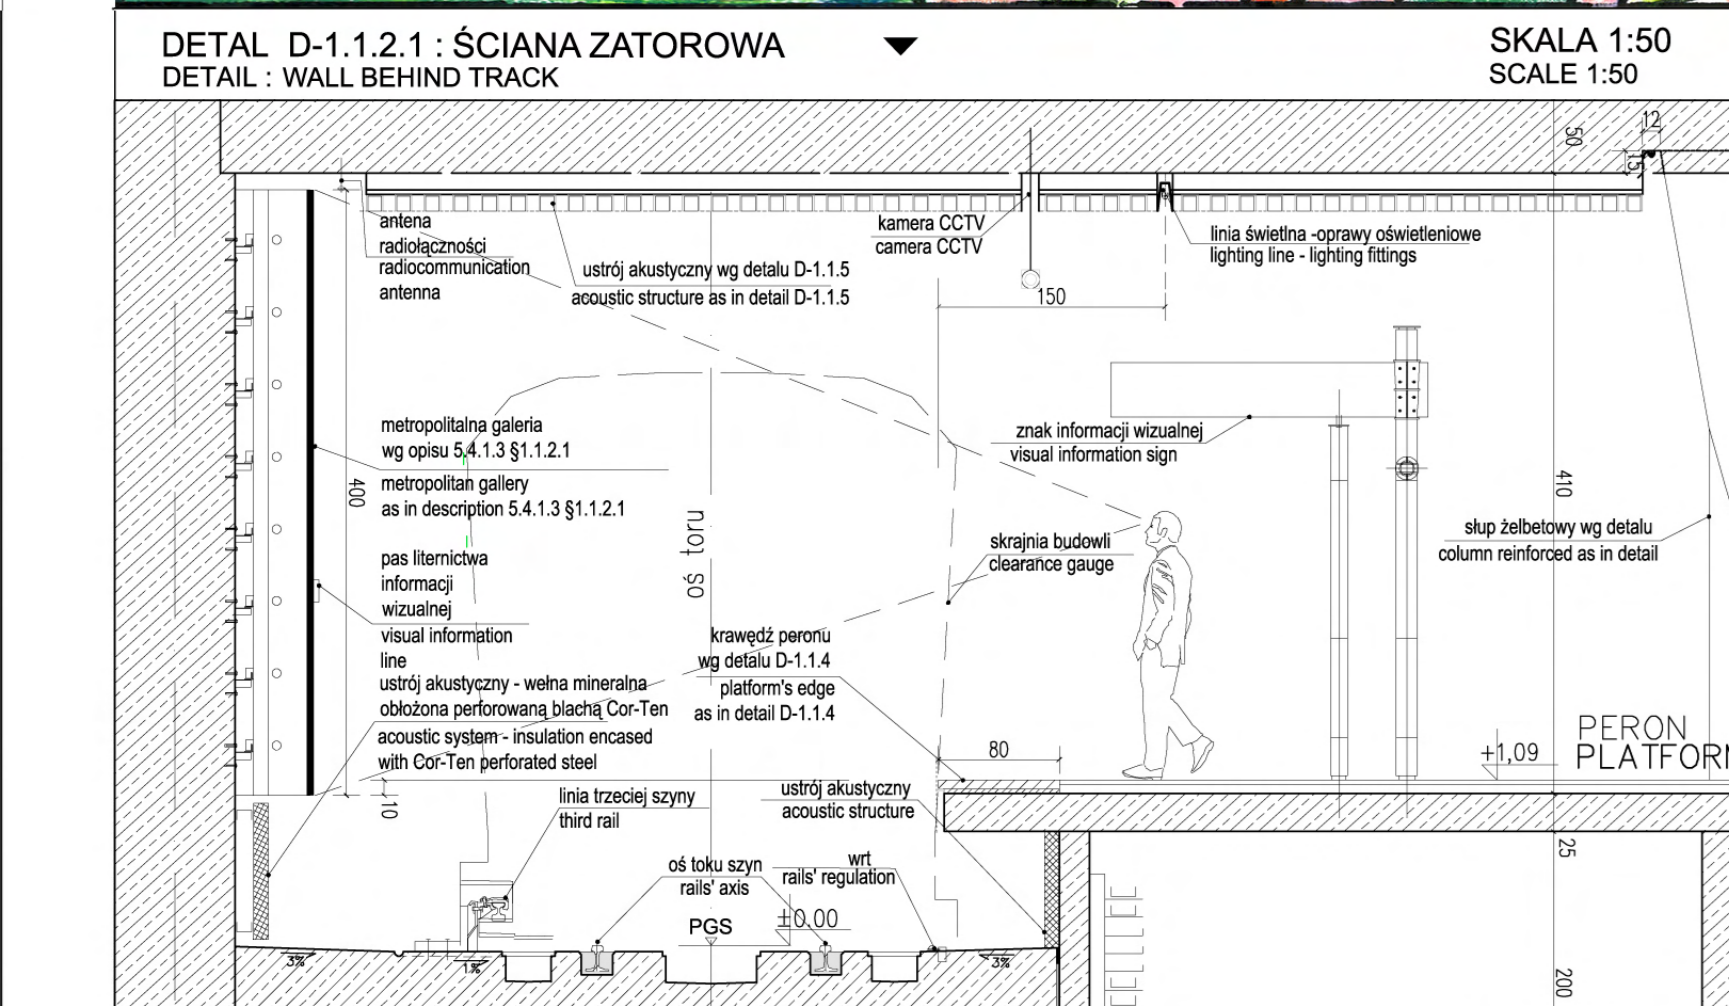 DETAL D-1.1.2.1 : ŚCIANA ZATOROWA
DETAIL : WALL BEHIND TRACK
SKALA 1:50
SCALE 1:50
12
50
15
antena
radiołączności
radiocommunication
antenna
ustrój akustyczny wg detalu D-1.1.5
acoustic structure as in detail D-1.1.5
kamera CCTV
camera CCTV
linia świetlna -oprawy oświetleniowe
lighting line - lighting fittings
150
metropolitalna galeria
wg opisu 5.4.1.3 §1.1.2.1
metropolitan gallery
as in description 5.4.1.3 §1.1.2.1
400
znak informacji wizualnej
visual information sign
410
oś toru
skrajnia budowli
clearance gauge
słup żelbetowy wg detalu
column reinforced as in detail
pas liternictwa
informacji
wizualnej
visual information
line
krawędź peronu
wg detalu D-1.1.4
platform's edge
as in detail D-1.1.4
ustrój akustyczny - wełna mineralna
obłożona perforowaną blachą Cor-Ten
acoustic system - insulation encased
with Cor-Ten perforated steel
80
+1,09
PERON
PLATFORM
10
linia trzeciej szyny
third rail
ustrój akustyczny
acoustic structure
25
oś toku szyn
rails' axis
wrt
rails' regulation
PGS
±0.00
3%
1%
3%
200